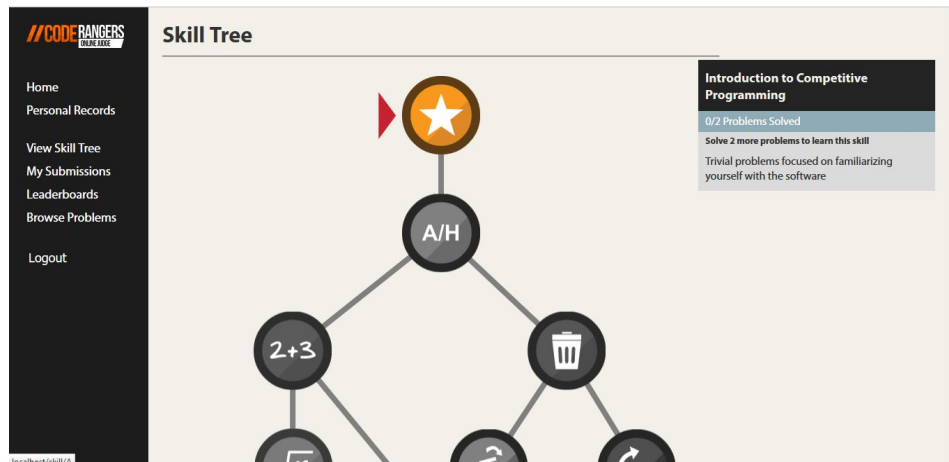 //CODERANGERS
ONLINE JUDGE
Skill Tree
Home
Personal Records
View Skill Tree
My Submissions
Leaderboards
Browse Problems
Logout
A/H
2+3
Introduction to Competitive
Programming
0/2 Problems Solved
Solve 2 more problems to learn this skill
Trivial problems focused on familiarizing
yourself with the software